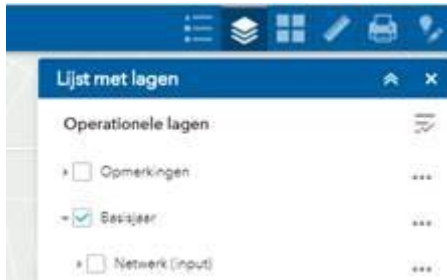 Lijst met lagen
Operationele lagen
Opmerkingen
Basisjaar
Netwerk (input)